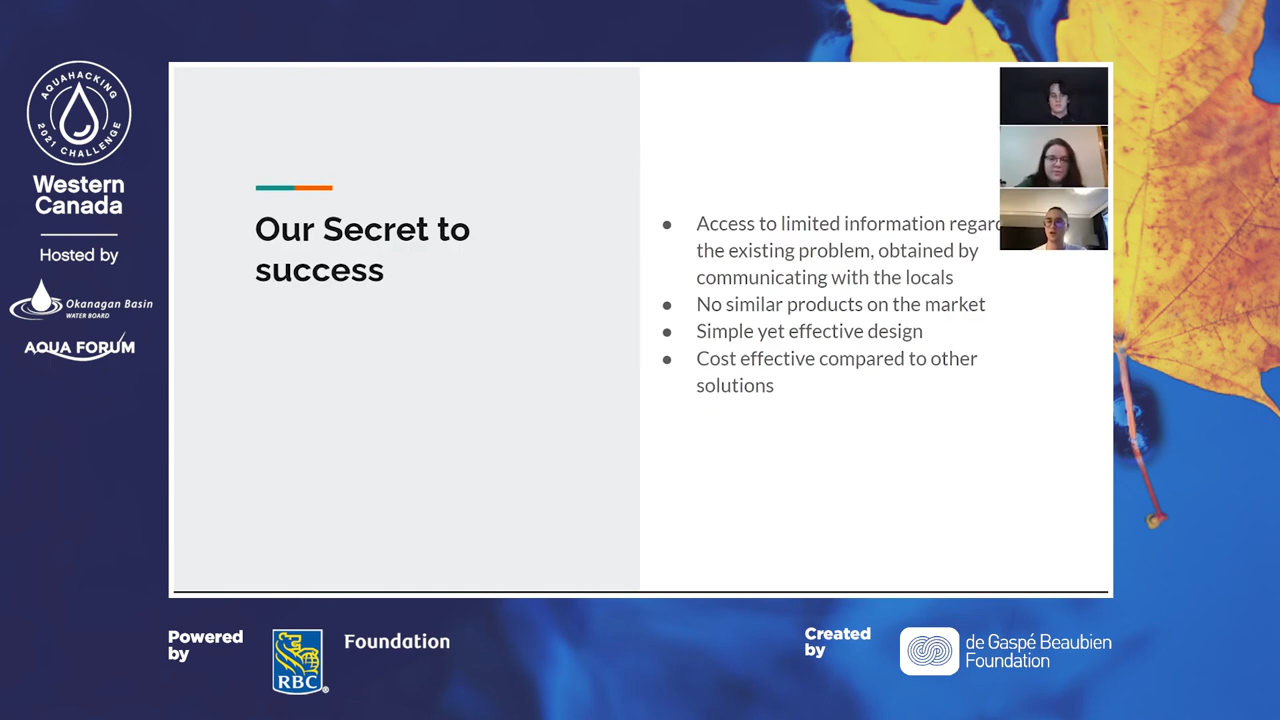 AQUAHACKING
2021 CHALLENGE
Western
Canada
Hosted by
Okanagan Basin
WATER BOARD
AQUA FORUM
Our Secret to
success
● Access to limited information
the existing problem, obtained by
communicating with the locals
● No similar products on the market
● Simple yet effective design
● Cost effective compared to other
solutions
Powered
by
RBC®
Foundation
Created
by
de Gaspé Beaubien
Foundation